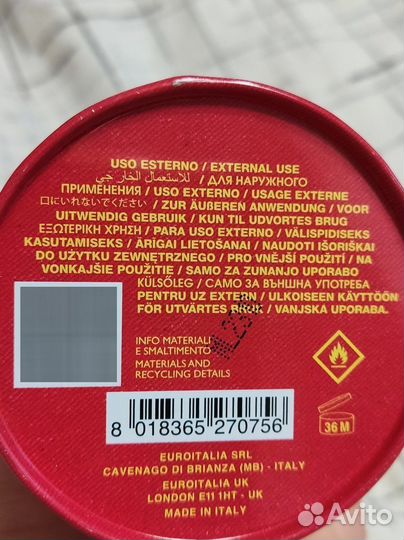 USO ESTERNO / EXTERNAL USE
للاستعمال الخارجي / ДЛЯ НАРУЖНОГО
ПРИМЕНЕНИЯ / USO EXTERNO / USAGE EXTERNE
口にいれないでください / ZUR ÄUßEREN ANWENDUNG / VOOR
UITWENDIG GEBRUIK / KUN TIL UDVORTES BRUG
ΕΞΩΤΕΡΙΚΗ ΧΡΗΣΗ / PARA USO EXTERNO / VÄLISPIDISEKS
KASUTAMISEKS / ĀRĪGAI LIETOŠANAI / NAUDOTI IŠORIŠKAI
DO UŻYTKU ZEWNĘTRZNEGO / PRO VNĚJŠÍ POUŽITÍ / NA
VONKAJŠIE POUŽITIE / SAMO ZA ZUNANJO UPORABO
KÜLSŐLEG / САМО ЗА ВЪНШНА УПОТРЕБА
PENTRU UZ EXTERN / ULKOISEEN KÄYTTÖÖN
FÖR UTVÄRTES BRUK / VANJSKA UPORABA.
INFO MATERIALI
E SMALTIMENTO
MATERIALS AND
RECYCLING DETAILS
36 M
8 018365 270756
EUROITALIA SRL
CAVENAGO DI BRIANZA (MB) - ITALY
EUROITALIA UK
LONDON E11 1HT - UK
MADE IN ITALY
Avito